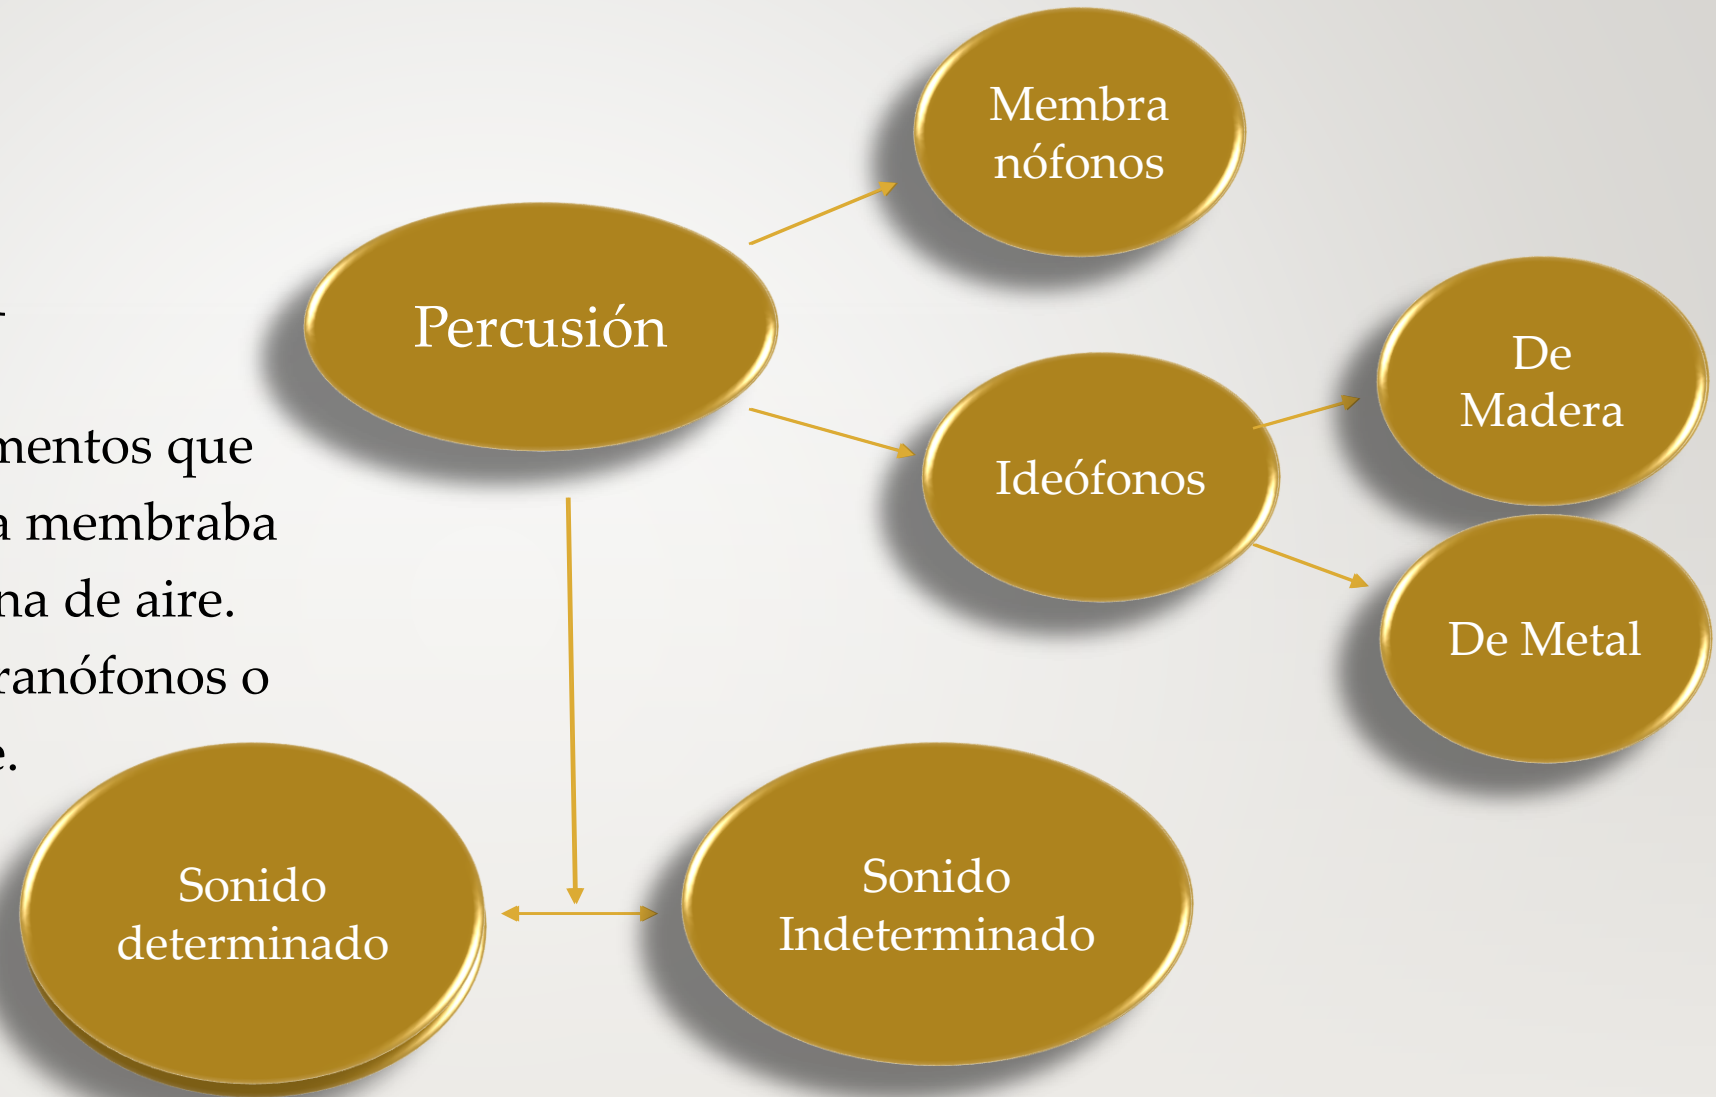 Membra
nófonos
Percusión
De
Madera
Ideófonos
De Metal
mentos que
a membraba
na de aire.
ranófonos o
e.
Sonido
determinado
Sonido
Indeterminado